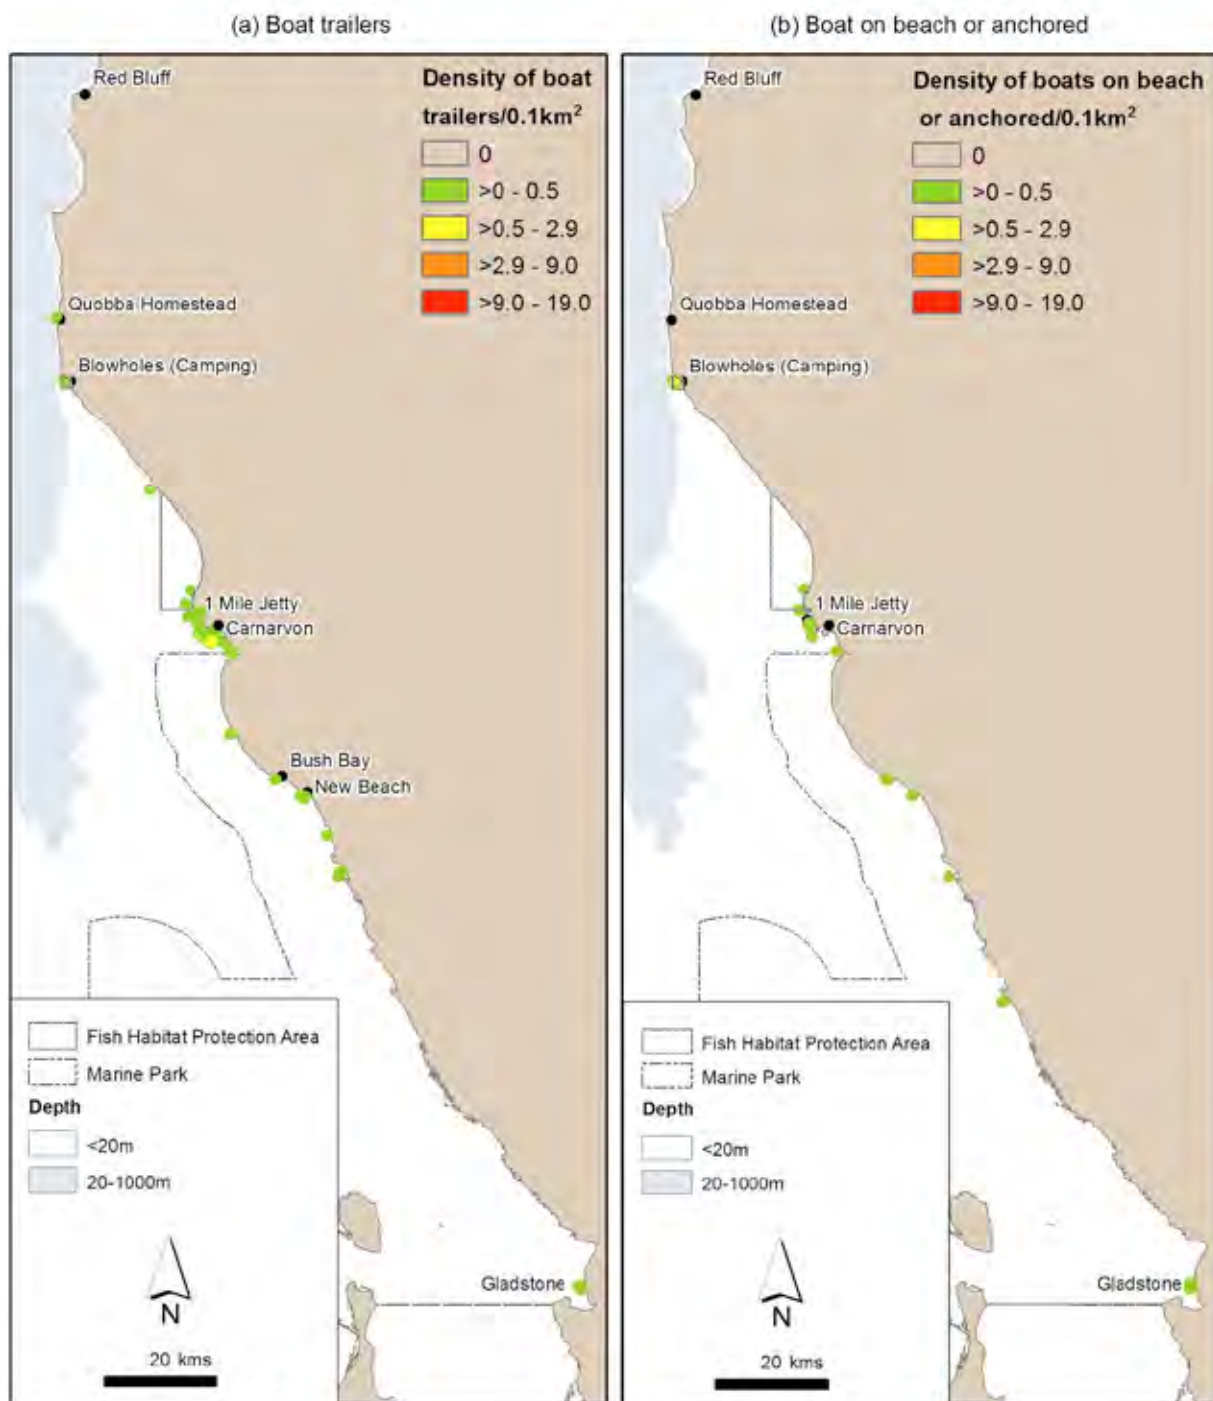 (a) Boat trailers
Red Bluff
Density of boat
trailers/0.1km²
0
>0 - 0.5
>0.5 - 2.9
>2.9 - 9.0
>9.0 - 19.0
Quobba Homestead
Blowholes (Camping)
1 Mile Jetty
Carnarvon
Bush Bay
New Beach
Fish Habitat Protection Area
Marine Park
Depth
<20m
20-1000m
N
20 kms
Gladstone
(b) Boat on beach or anchored
Red Bluff
Density of boats on beach
or anchored/0.1km²
0
>0 - 0.5
>0.5 - 2.9
>2.9 - 9.0
>9.0 - 19.0
Quobba Homestead
Blowholes (Camping)
1 Mile Jetty
Carnarvon
Fish Habitat Protection Area
Marine Park
Depth
<20m
20-1000m
N
20 kms
Gladstone